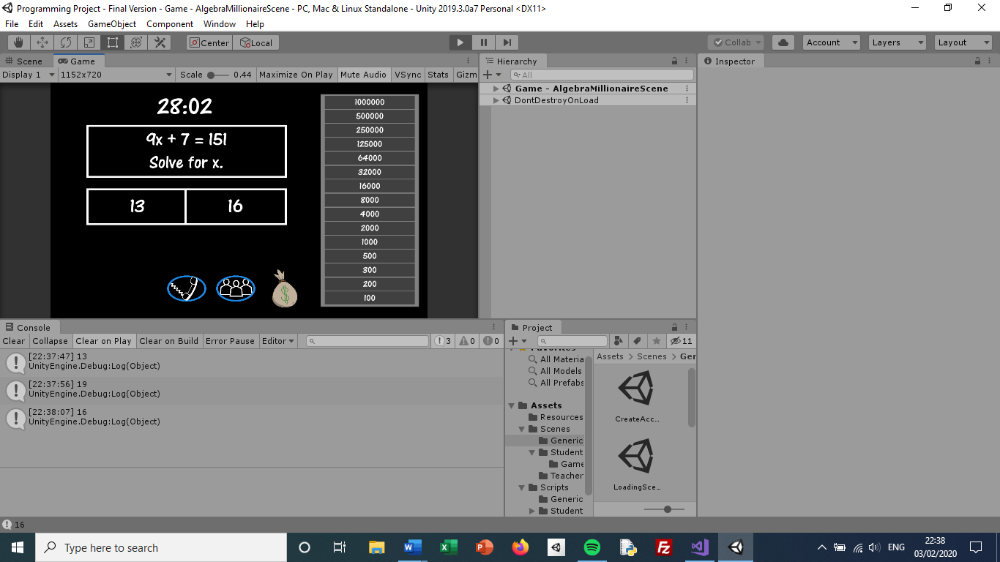 Programming Project - Final Version - Game - AlgebraMillionaireScene - PC, Mac & Linux Standalone - Unity 2019.3.0a7 Personal <DX11>
File Edit Assets GameObject Component Window Help
Center Local Collab Account Layers Layout
Scene Game
Display 1 1152x720 Scale 0.44 Maximize On Play Mute Audio VSync Stats Gizm
28:02
9x + 7 = 151
Solve for x.
13 16
1000000
500000
250000
125000
64000
32000
16000
8000
4000
2000
1000
500
300
200
100
Hierarchy
All
Game - AlgebraMillionaireScene
DontDestroyOnLoad
Inspector
Console
Clear Collapse Clear on Play Clear on Build Error Pause Editor 3 0 0
[22:37:47] 13
UnityEngine.Debug:Log(Object)
[22:37:56] 19
UnityEngine.Debug:Log(Object)
[22:38:07] 16
UnityEngine.Debug:Log(Object)
Project
11
Favorites
All Materia
All Models
All Prefabs
Assets
Resources
Scenes
Generic
Student
Game
Teacher
Scripts
Generic
Student
Assets > Scenes > Ger
CreateAcc...
LoadingSce...
16
Type here to search
ENG
22:38
03/02/2020